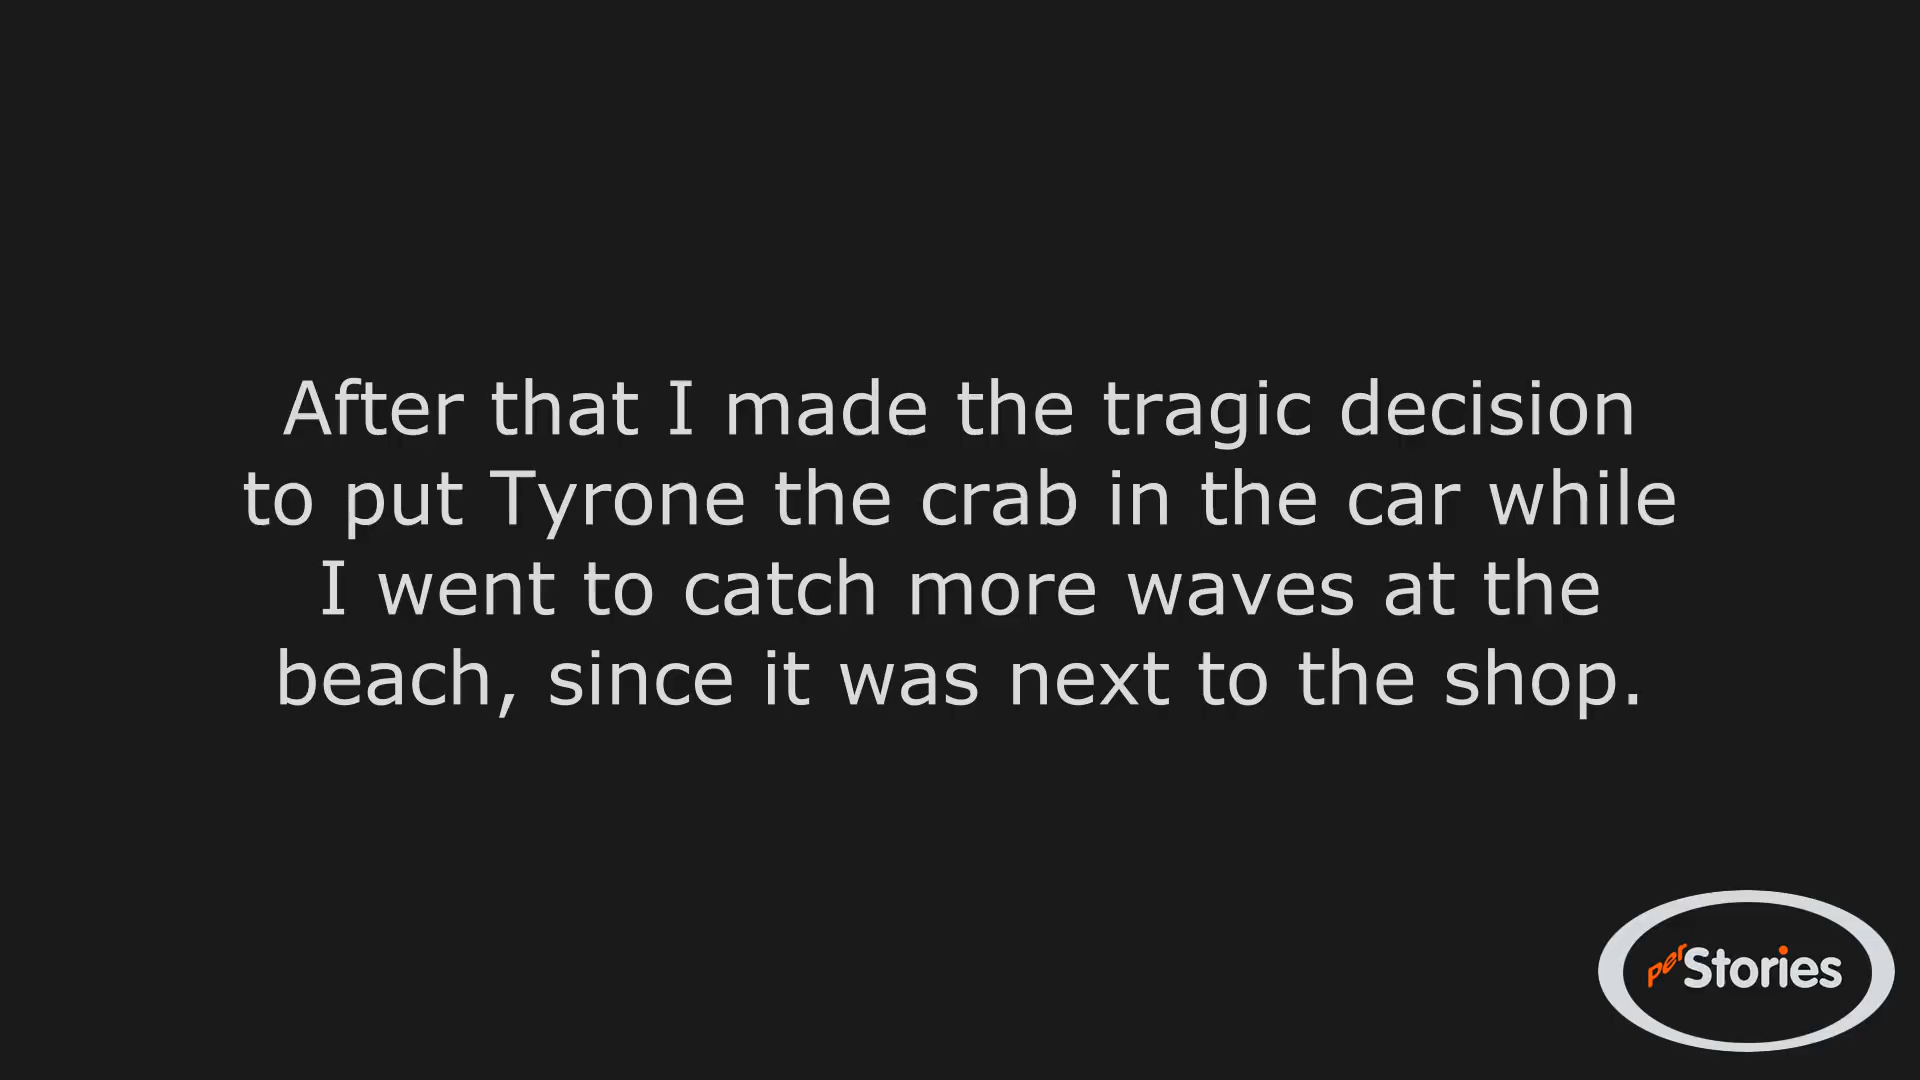 After that I made the tragic decision
to put Tyrone the crab in the car while
I went to catch more waves at the
beach, since it was next to the shop.
perStories